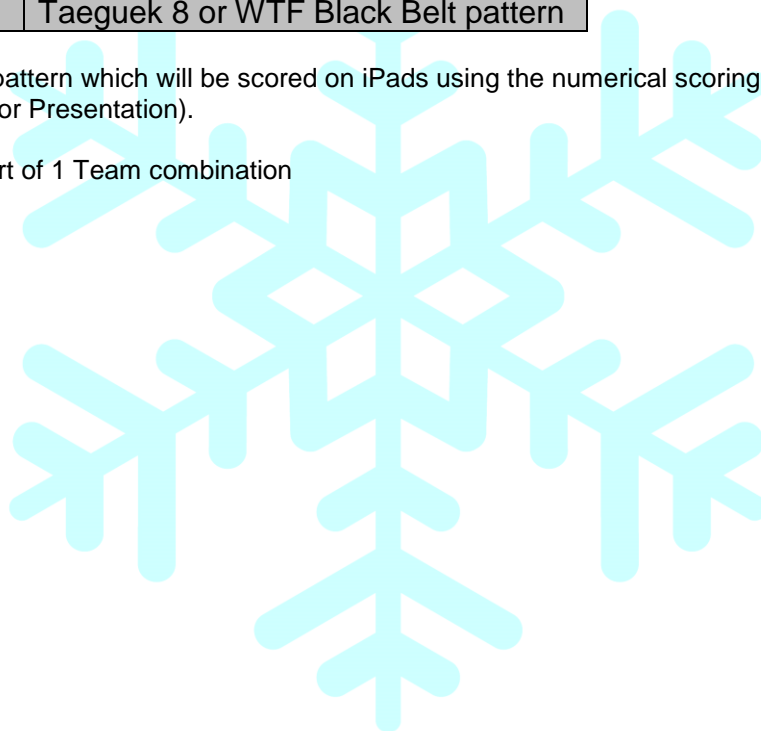 Taeguek 8 or WTF Black Belt pattern
pattern which will be scored on iPads using the numerical scoring
or Presentation).
rt of 1 Team combination